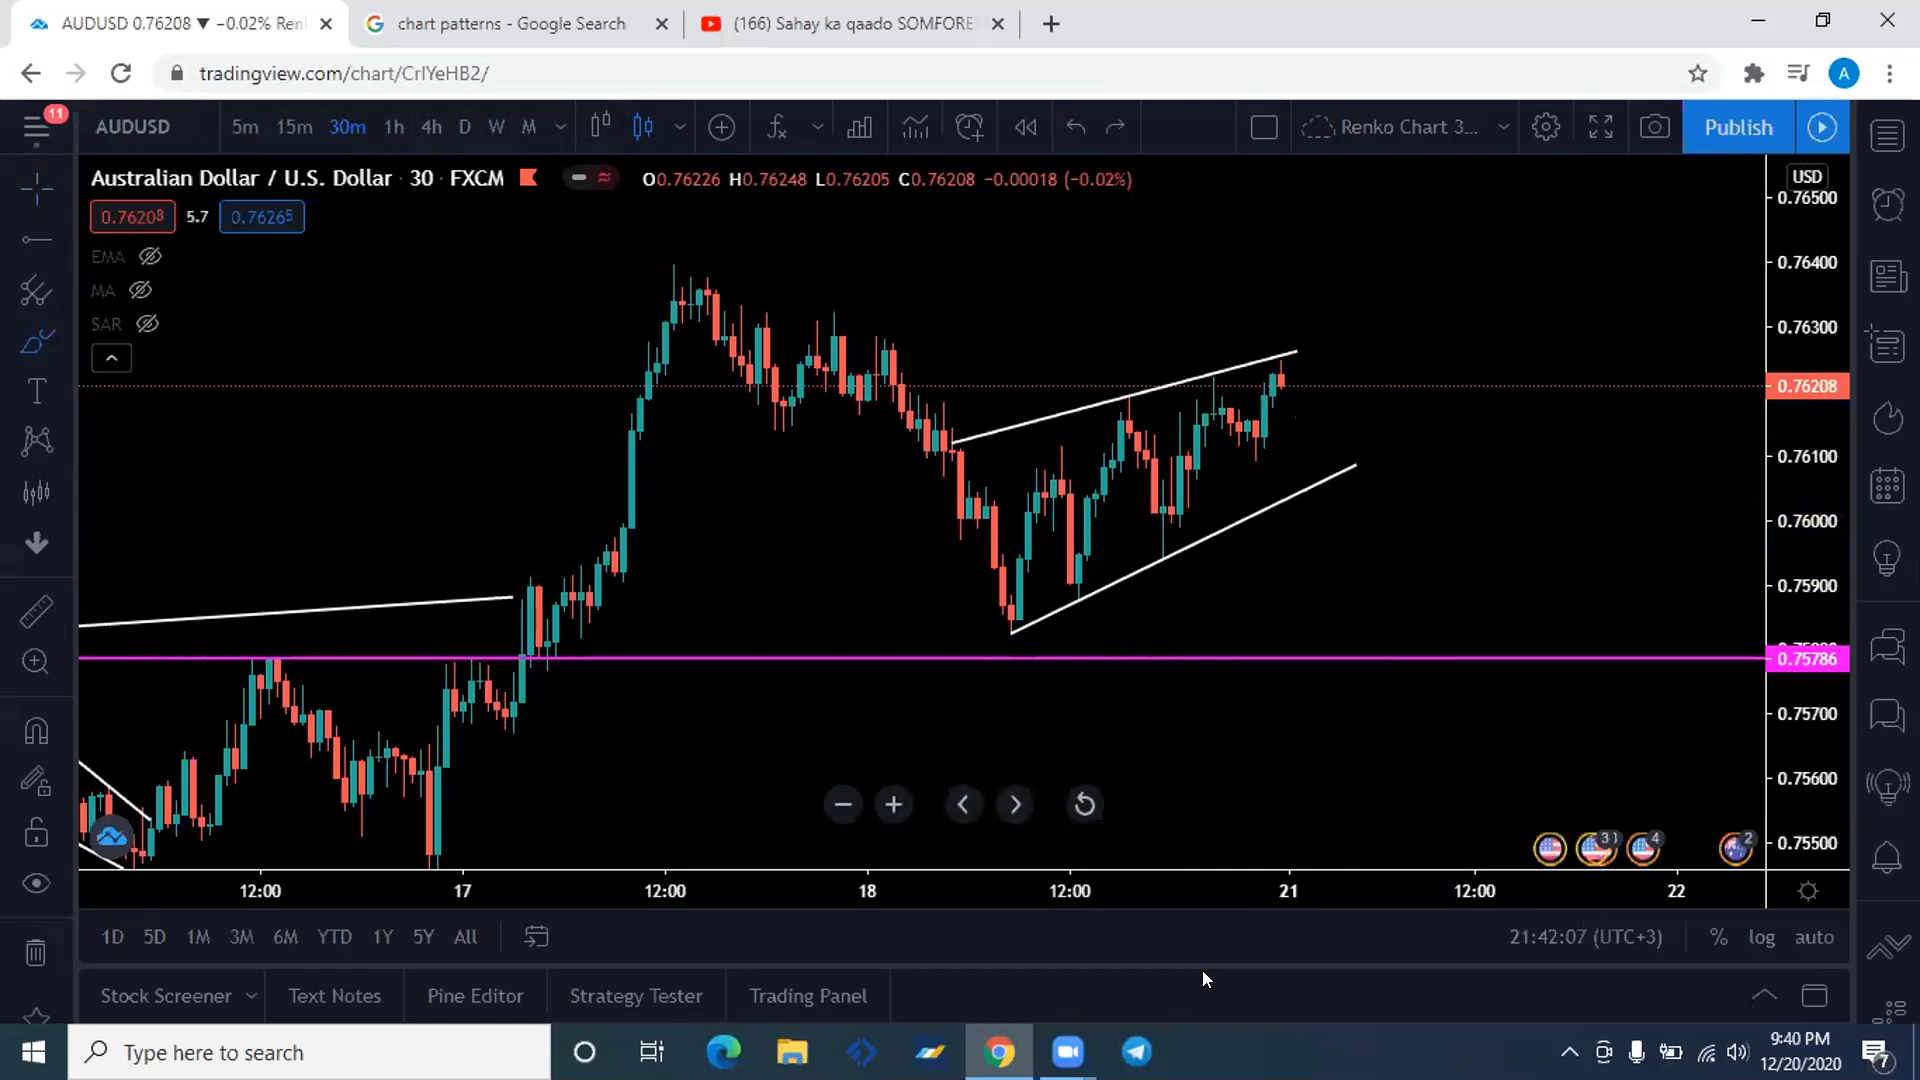 AUDUSD 0.76208 ▼ −0.02% Ren
chart patterns - Google Search
(166) Sahay ka qaado SOMFORE
tradingview.com/chart/CrIYeHB2/
A
11
AUDUSD
5m 15m 30m 1h 4h D W M
Renko Chart 3...
Publish
Australian Dollar / U.S. Dollar · 30 · FXCM
O0.76226 H0.76248 L0.76205 C0.76208 −0.00018 (−0.02%)
USD
0.76208 5.7 0.76265
EMA
MA
SAR
0.76500
0.76400
0.76300
0.76208
0.76100
0.76000
0.75900
0.75786
0.75700
0.75600
0.75500
3
4
2
12:00 17 12:00 18 12:00 21 12:00 22
1D 5D 1M 3M 6M YTD 1Y 5Y All
21:42:07 (UTC+3) % log auto
Stock Screener Text Notes Pine Editor Strategy Tester Trading Panel
Type here to search
9:40 PM
12/20/2020
7